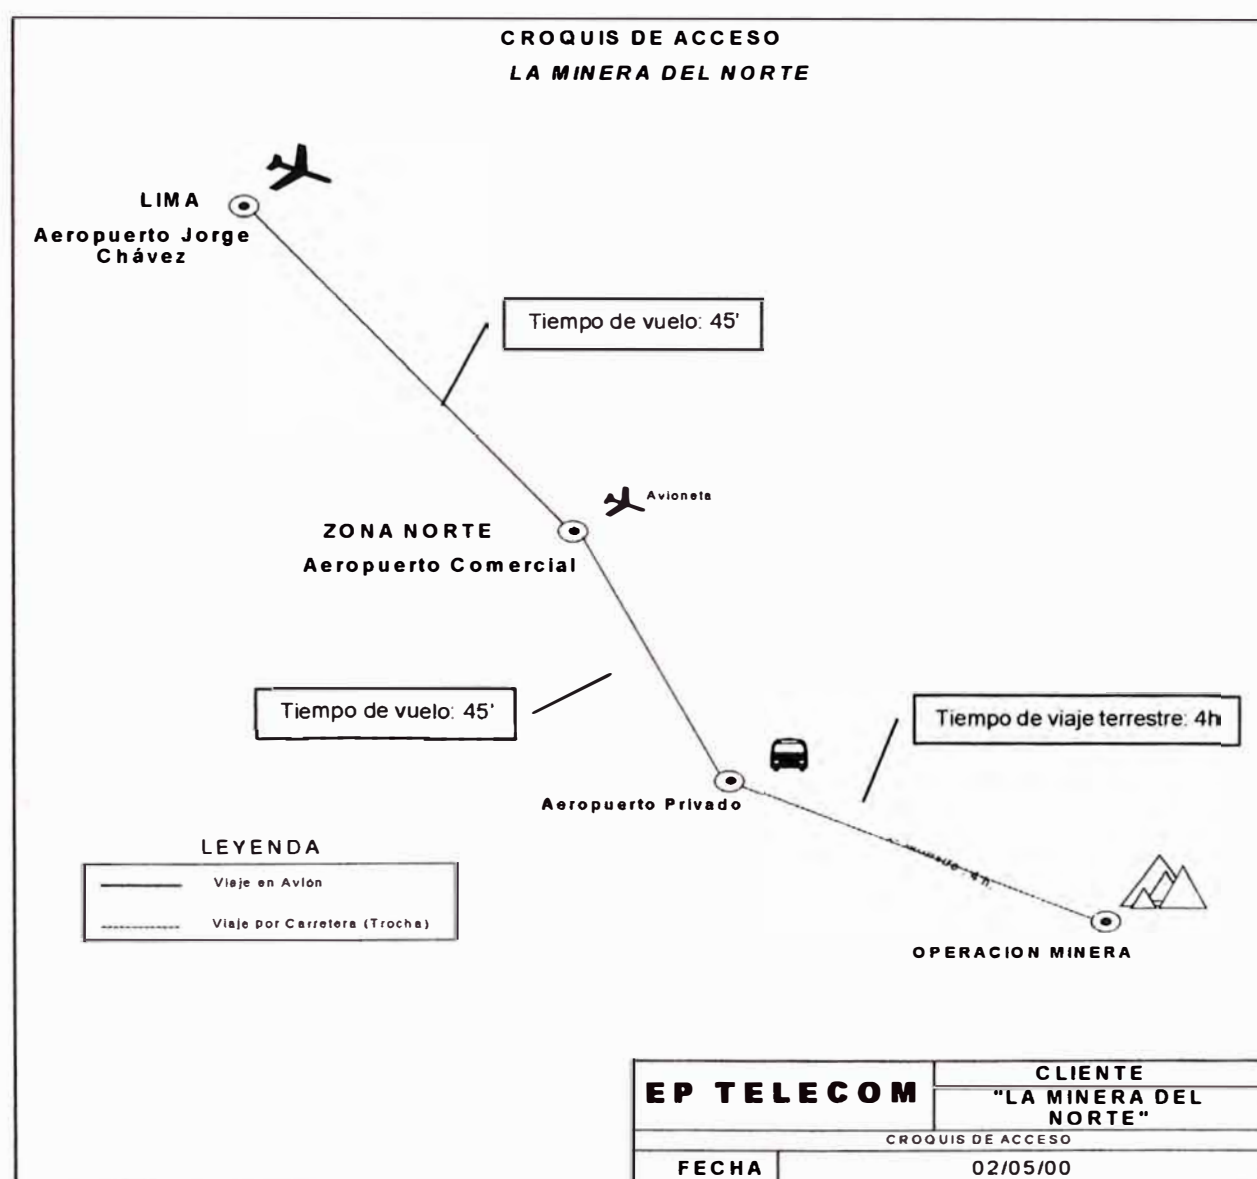 CROQUIS DE ACCESO
LA MINERA DEL NORTE
LIMA
Aeropuerto Jorge
Chávez
Tiempo de vuelo: 45'
Avioneta
ZONA NORTE
Aeropuerto Comercial
Tiempo de vuelo: 45'
Tiempo de viaje terrestre: 4h
Aeropuerto Privado
4 h.
LEYENDA
Viaje en Avión
Viaje por Carretera (Trocha)
OPERACION MINERA
EP TELECOM
CLIENTE
"LA MINERA DEL
NORTE"
CROQUIS DE ACCESO
FECHA
02/05/00